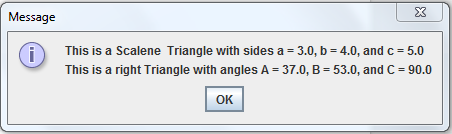 Message
This is a Scalene Triangle with sides a = 3.0, b = 4.0, and c = 5.0
This is a right Triangle with angles A = 37.0, B = 53.0, and C = 90.0
OK